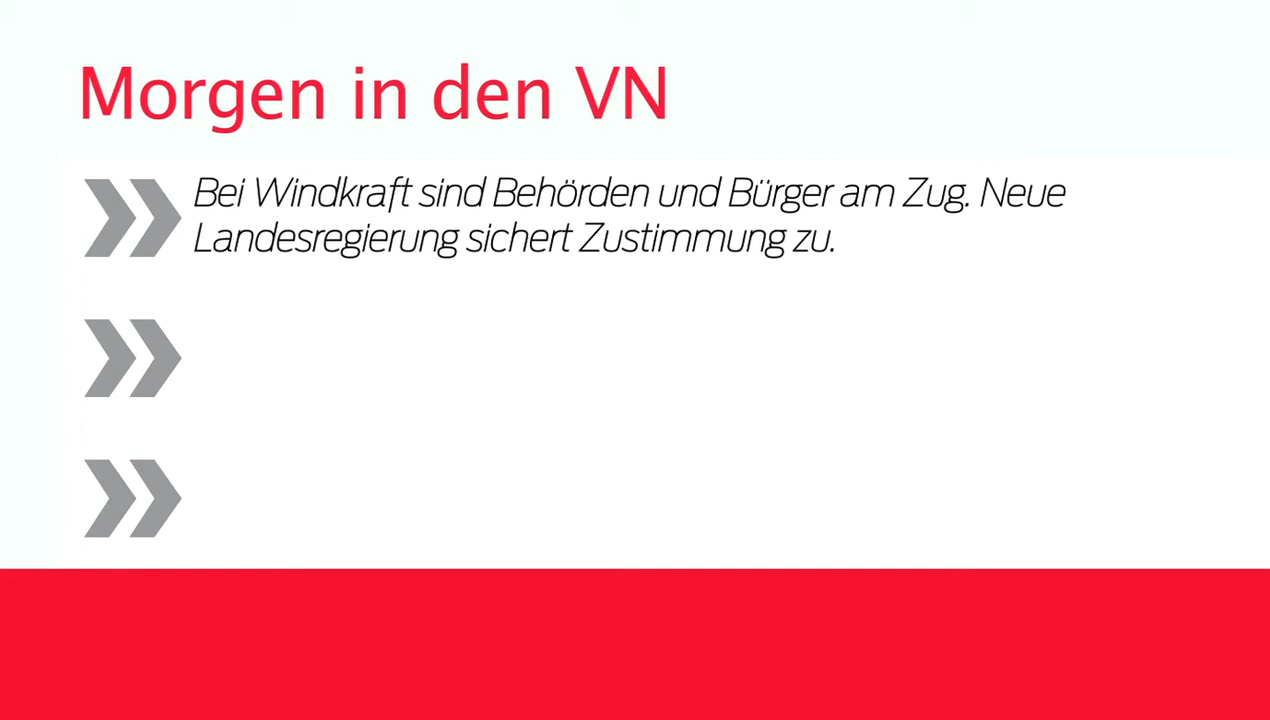 Morgen in den VN
Bei Windkraft sind Behörden und Bürger am Zug. Neue
Landesregierung sichert Zustimmung zu.